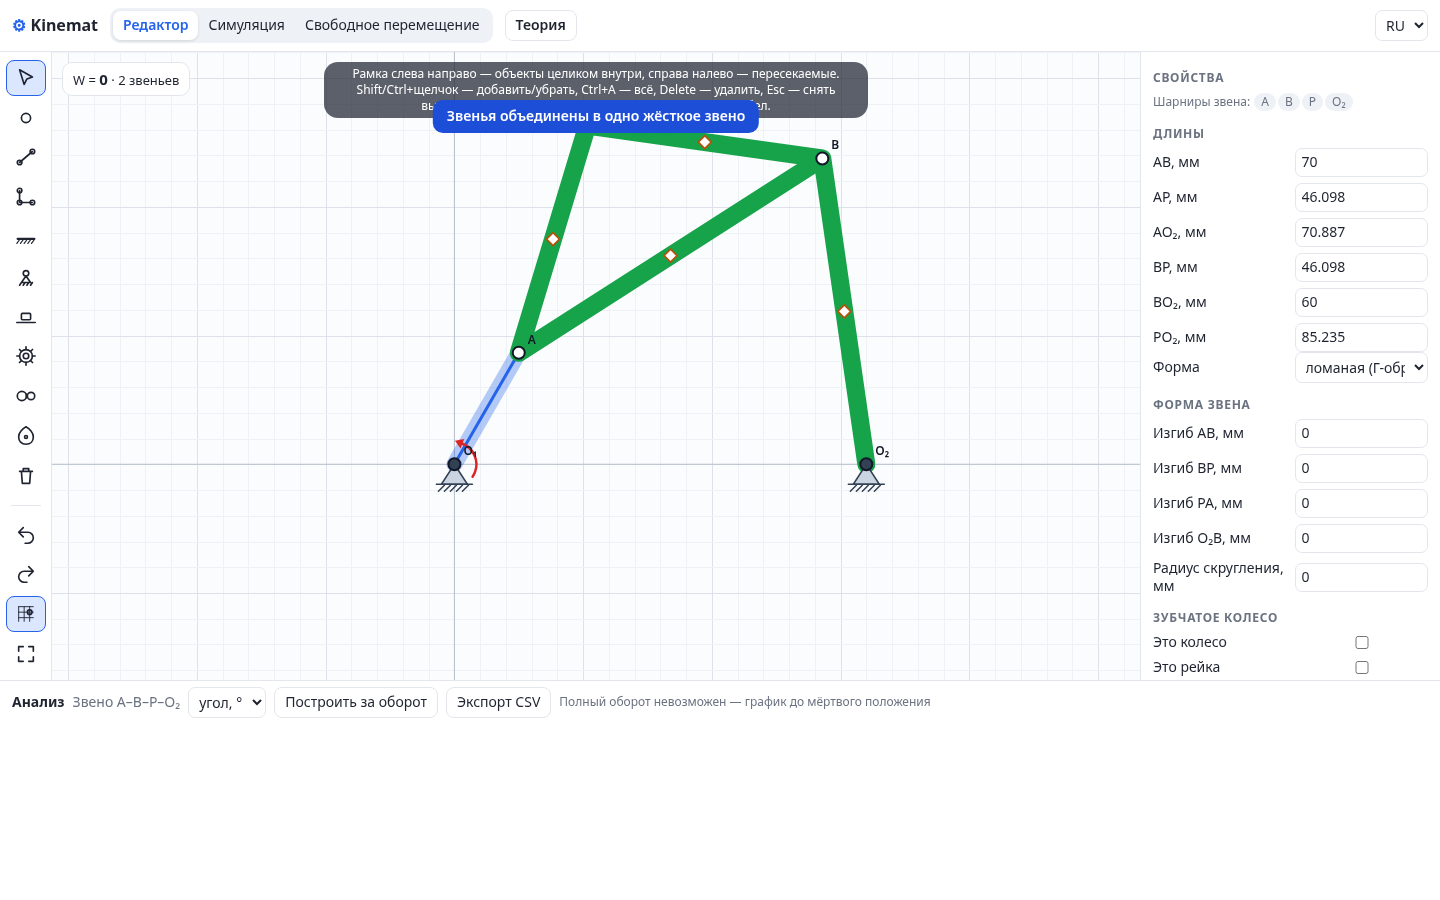 Kinemat
Редактор
Симуляция
Свободное перемещение
Теория
RU
W = 0 · 2 звеньев
Рамка слева направо — объекты целиком внутри, справа налево — пересекаемые.
Shift/Ctrl+щелчок — добавить/убрать, Ctrl+A — всё, Delete — удалить, Esc — снять
Звенья объединены в одно жёсткое звено
B
A
O₁
O₂
СВОЙСТВА
Шарниры звена: A B P O₂
ДЛИНЫ
AB, мм 70
AP, мм 46.098
AO₂, мм 70.887
BP, мм 46.098
BO₂, мм 60
PO₂, мм 85.235
Форма ломаная (Г-обр
ФОРМА ЗВЕНА
Изгиб AB, мм 0
Изгиб BP, мм 0
Изгиб PA, мм 0
Изгиб O₂B, мм 0
Радиус скругления, мм 0
ЗУБЧАТОЕ КОЛЕСО
Это колесо
Это рейка
Анализ Звено A–B–P–O₂ угол, ° Построить за оборот Экспорт CSV Полный оборот невозможен — график до мёртвого положения